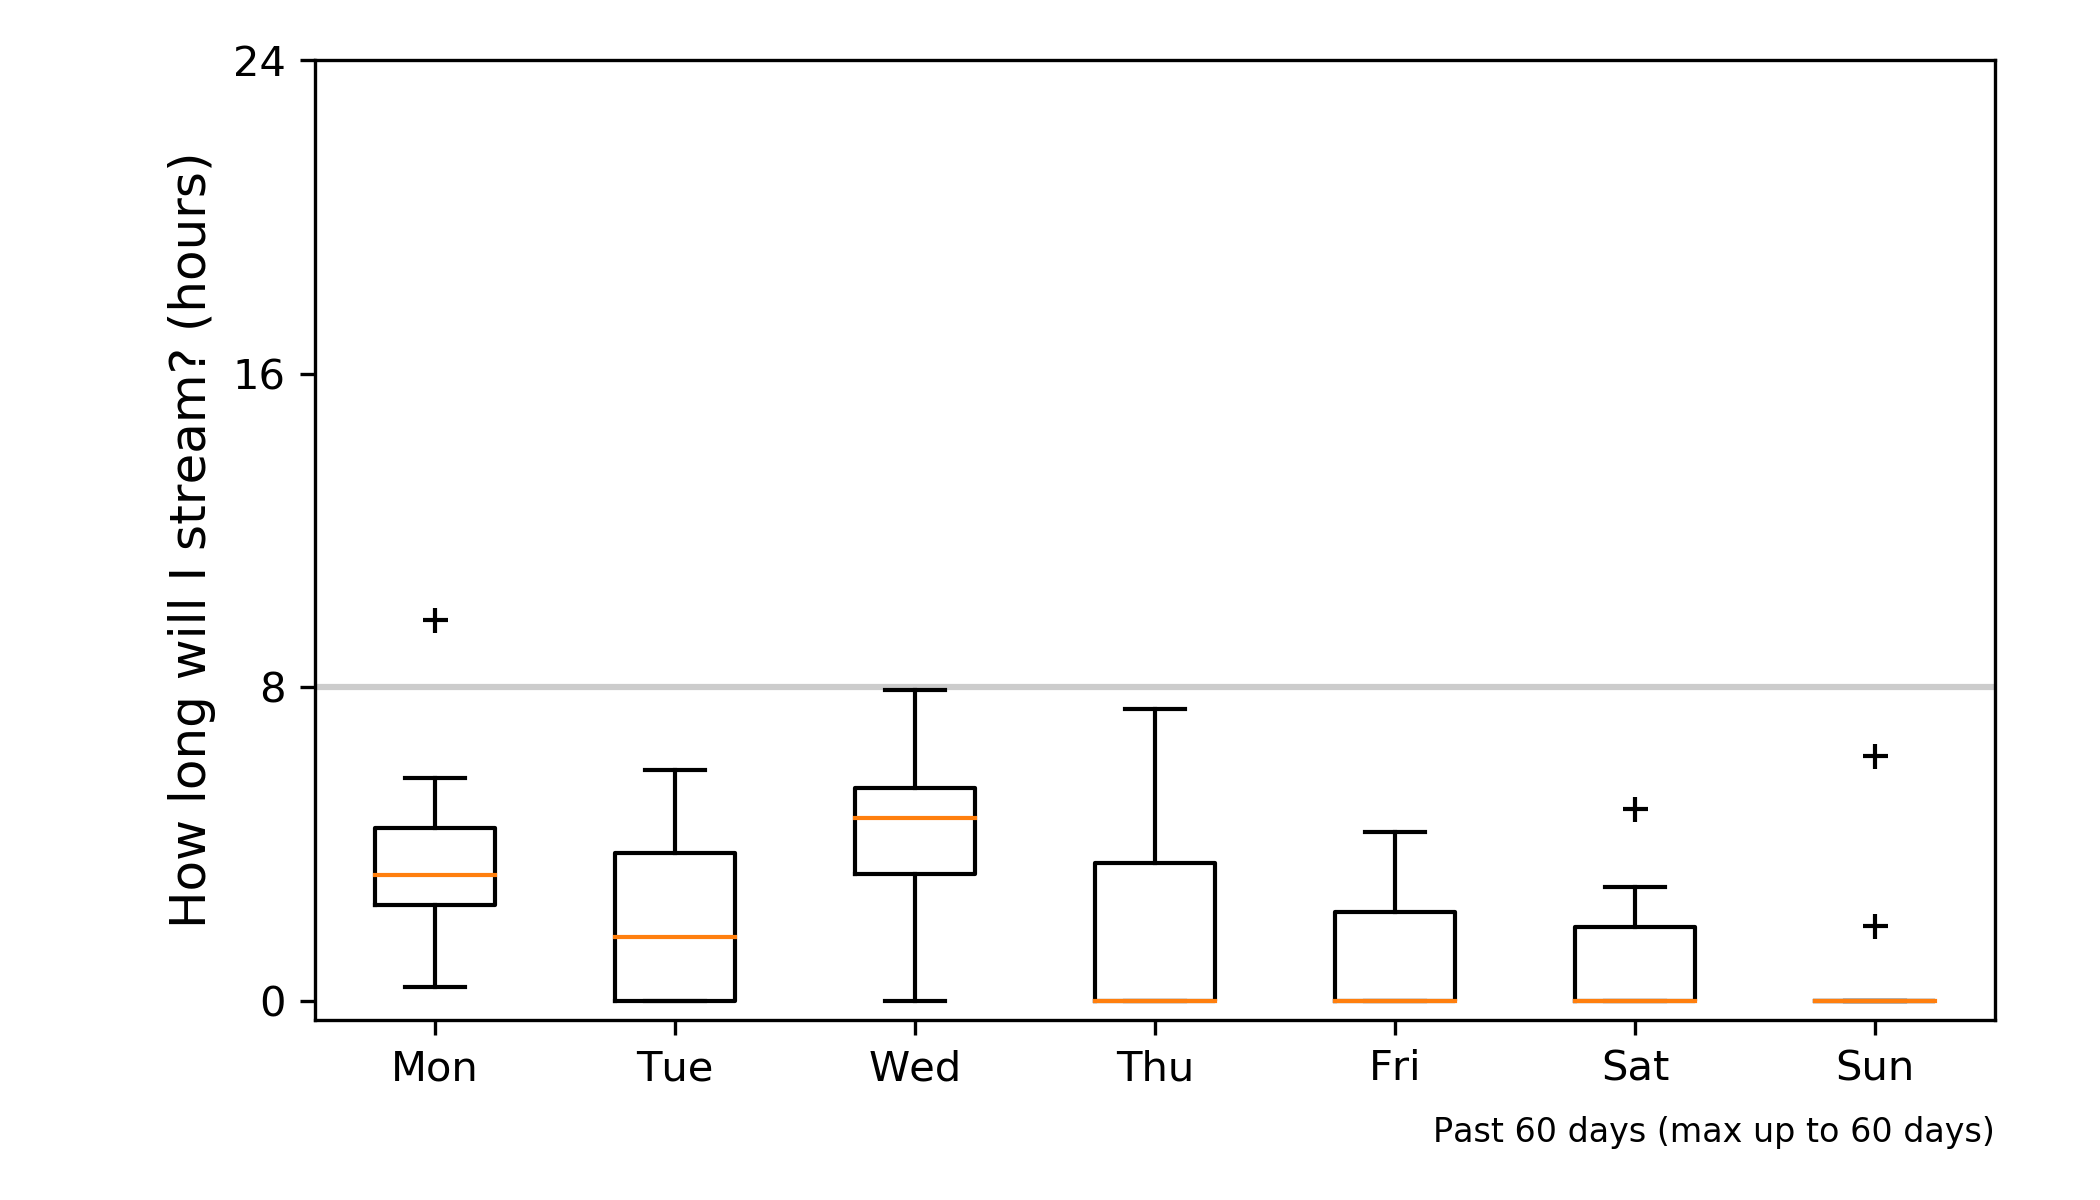 How long will I stream? (hours)
24
16
8
0
Mon Tue Wed Thu Fri Sat Sun
Past 60 days (max up to 60 days)